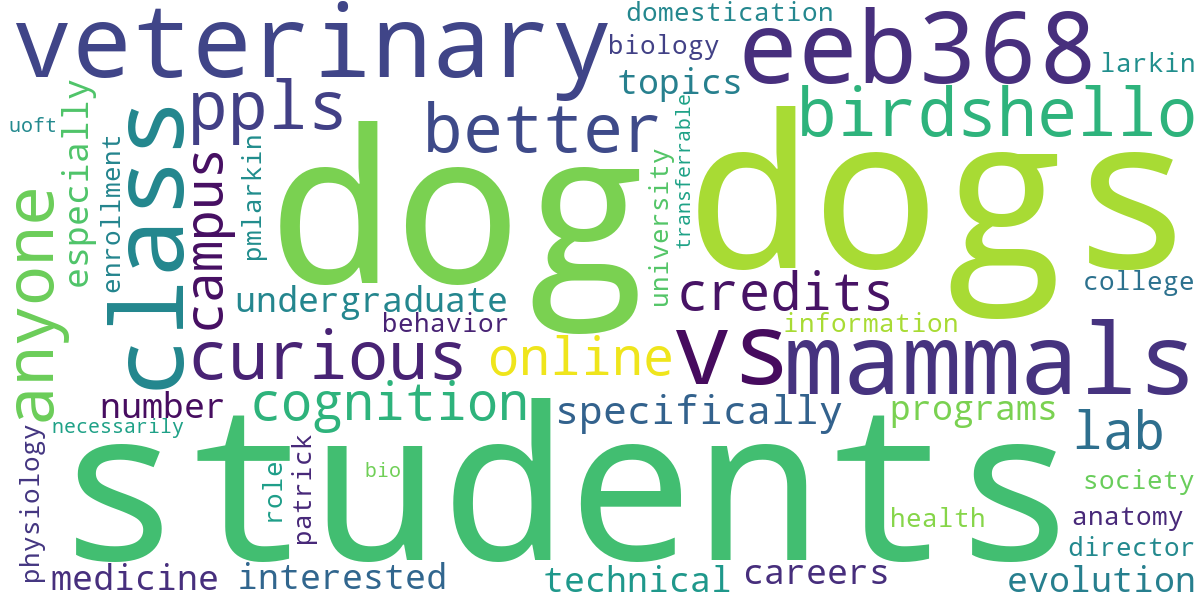 veterinary
domestication
eeb368
biology
larkin
topics
ppls
better
birdshello
uoft
especially
class
enrollment
campus
pmlarkin
dog
university
transferrable
dogs
anyone
undergraduate
credits
college
behavior
information
curious
online
vs
mammals
number
cognition
specifically
programs
necessarily
lab
physiology
students
role
patrick
bio
society
health
anatomy
director
medicine
interested
technical
careers
evolution